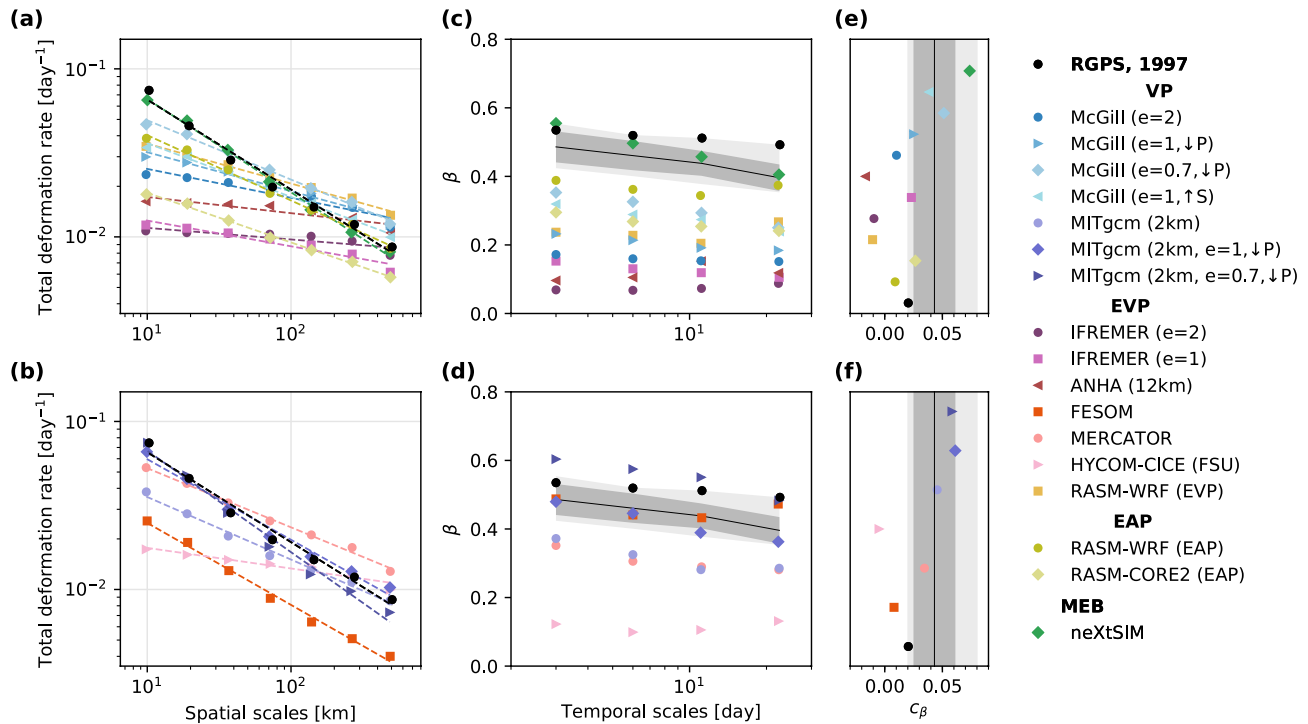 (a)
(c)
(e)
Total deformation rate [day⁻¹]
10⁻¹
10⁻²
10¹
10²
β
0.8
0.6
0.4
0.2
0.0
10¹
0.00
0.05
RGPS, 1997
VP
McGill (e=2)
McGill (e=1,↓P)
McGill (e=0.7,↓P)
McGill (e=1,↑S)
MITgcm (2km)
MITgcm (2km, e=1,↓P)
MITgcm (2km, e=0.7,↓P)
EVP
IFREMER (e=2)
IFREMER (e=1)
ANHA (12km)
FESOM
MERCATOR
HYCOM-CICE (FSU)
RASM-WRF (EVP)
EAP
RASM-WRF (EAP)
RASM-CORE2 (EAP)
MEB
neXtSIM
(b)
(d)
(f)
Total deformation rate [day⁻¹]
10⁻¹
10⁻²
10¹
10²
Spatial scales [km]
β
0.8
0.6
0.4
0.2
0.0
10¹
Temporal scales [day]
0.00
0.05
c_β